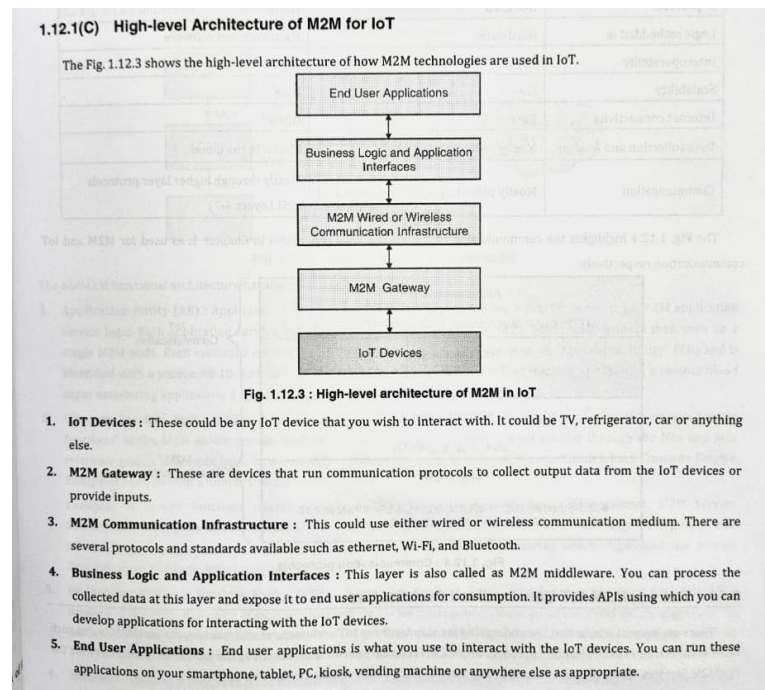 1.12.1(C) High-level Architecture of M2M for IoT
The Fig. 1.12.3 shows the high-level architecture of how M2M technologies are used in IoT.
End User Applications
Business Logic and Application
Interfaces
M2M Wired or Wireless
Communication Infrastructure
M2M Gateway
IoT Devices
Fig. 1.12.3 : High-level architecture of M2M in IoT
1. IoT Devices : These could be any IoT device that you wish to interact with. It could be TV, refrigerator, car or anything
else.
2. M2M Gateway : These are devices that run communication protocols to collect output data from the IoT devices or
provide inputs.
3. M2M Communication Infrastructure : This could use either wired or wireless communication medium. There are
several protocols and standards available such as ethernet, Wi-Fi, and Bluetooth.
4. Business Logic and Application Interfaces : This layer is also called as M2M middleware. You can process the
collected data at this layer and expose it to end user applications for consumption. It provides APIs using which you can
develop applications for interacting with the IoT devices.
5. End User Applications : End user applications is what you use to interact with the IoT devices. You can run these
applications on your smartphone, tablet, PC, kiosk, vending machine or anywhere else as appropriate.